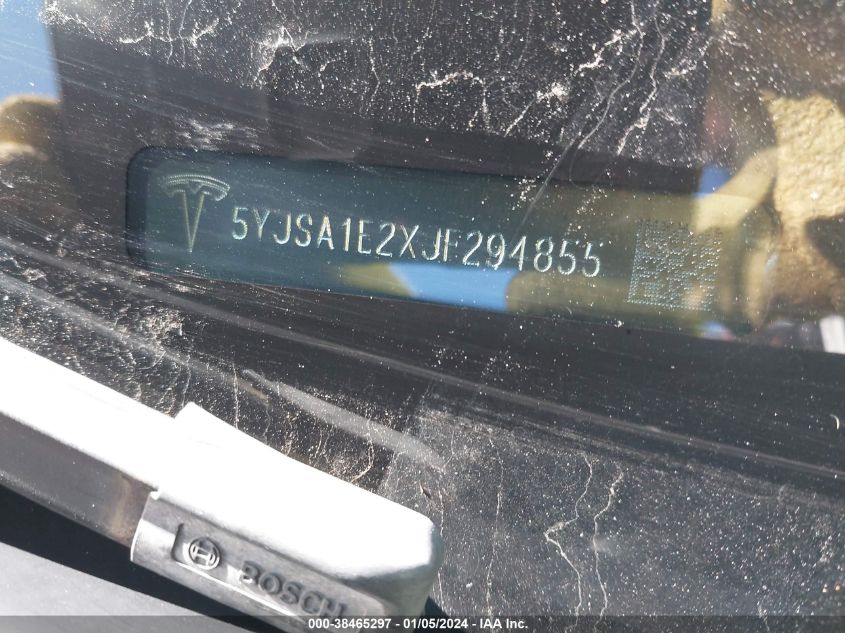 5YJSA1E2XJF294855
BOSCH
000-38465297 - 01/05/2024 - IAA Inc.